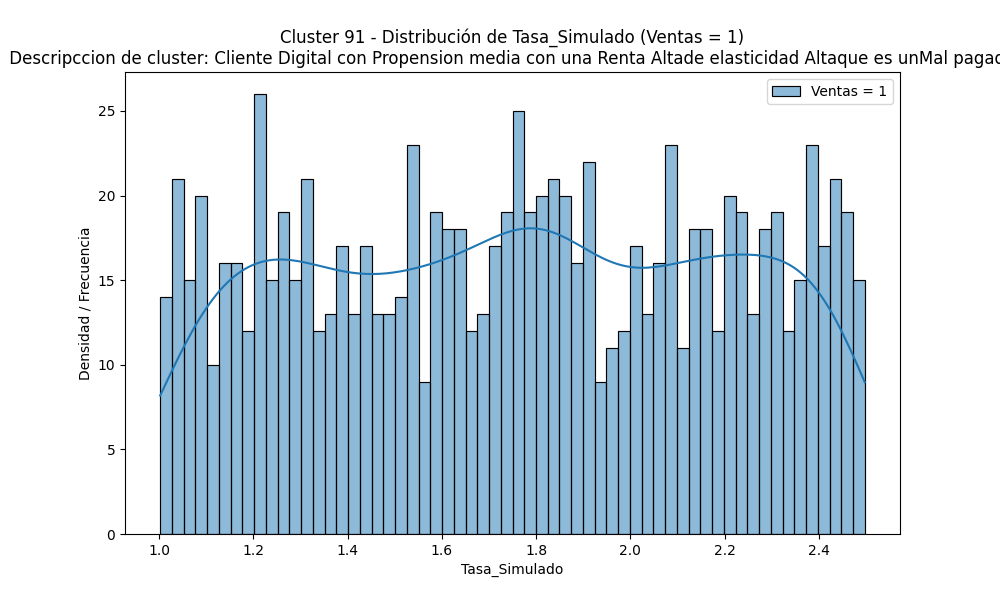 Cluster 91 - Distribución de Tasa_Simulado (Ventas = 1)
Descripccion de cluster: Cliente Digital con Propension media con una Renta Altade elasticidad Altaque es unMal pagad
Ventas = 1
25
20
15
10
5
0
Densidad / Frecuencia
1.0 1.2 1.4 1.6 1.8 2.0 2.2 2.4
Tasa_Simulado